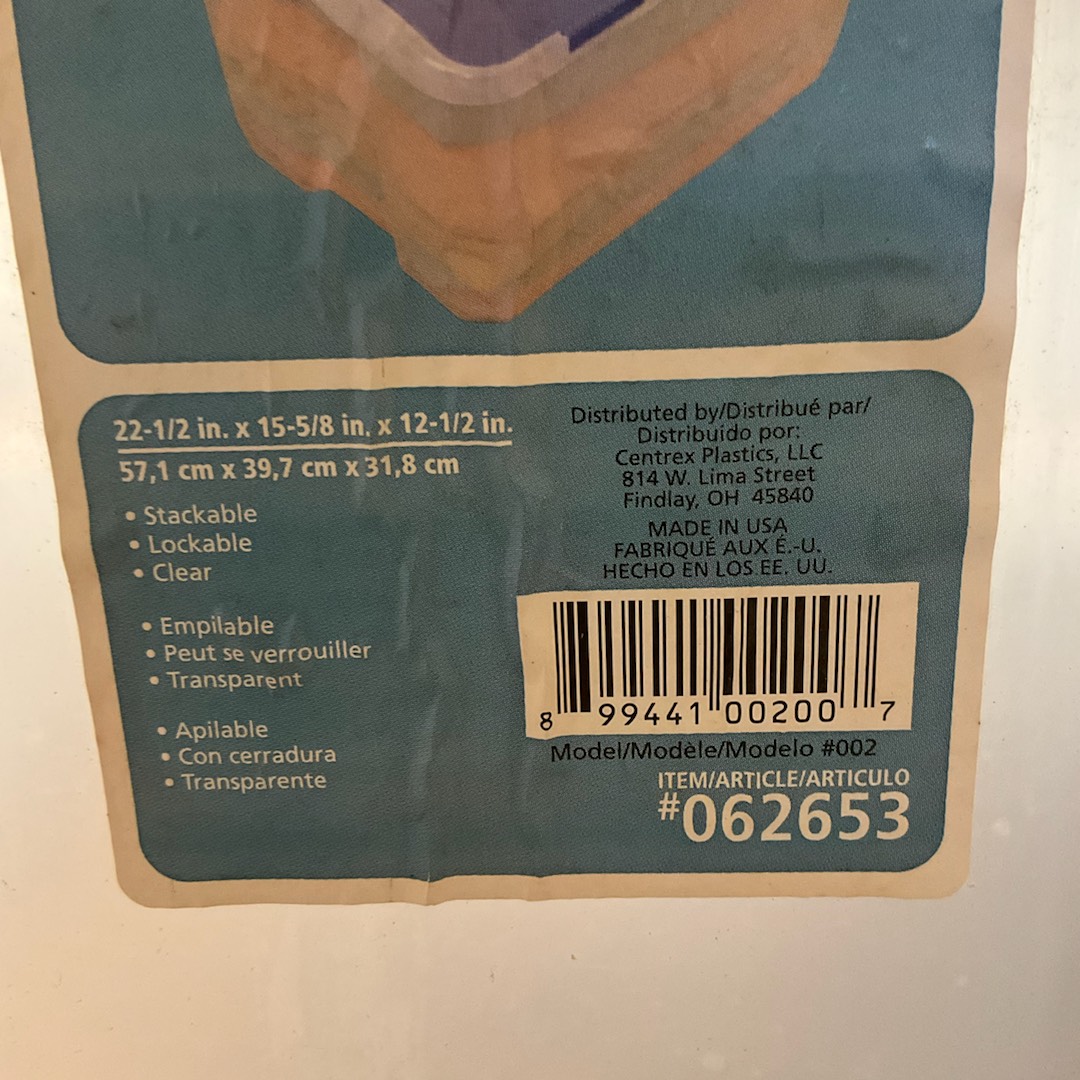 22-1/2 in. x 15-5/8 in. x 12-1/2 in.
57,1 cm x 39,7 cm x 31,8 cm
• Stackable
• Lockable
• Clear
• Empilable
• Peut se verrouiller
• Transparent
• Apilable
• Con cerradura
• Transparente
Distributed by/Distribué par/
Distribuido por:
Centrex Plastics, LLC
814 W. Lima Street
Findlay, OH 45840
MADE IN USA
FABRIQUÉ AUX É.-U.
HECHO EN LOS EE. UU.
8 99441 00200 7
Model/Modèle/Modelo #002
ITEM/ARTICLE/ARTICULO
#062653